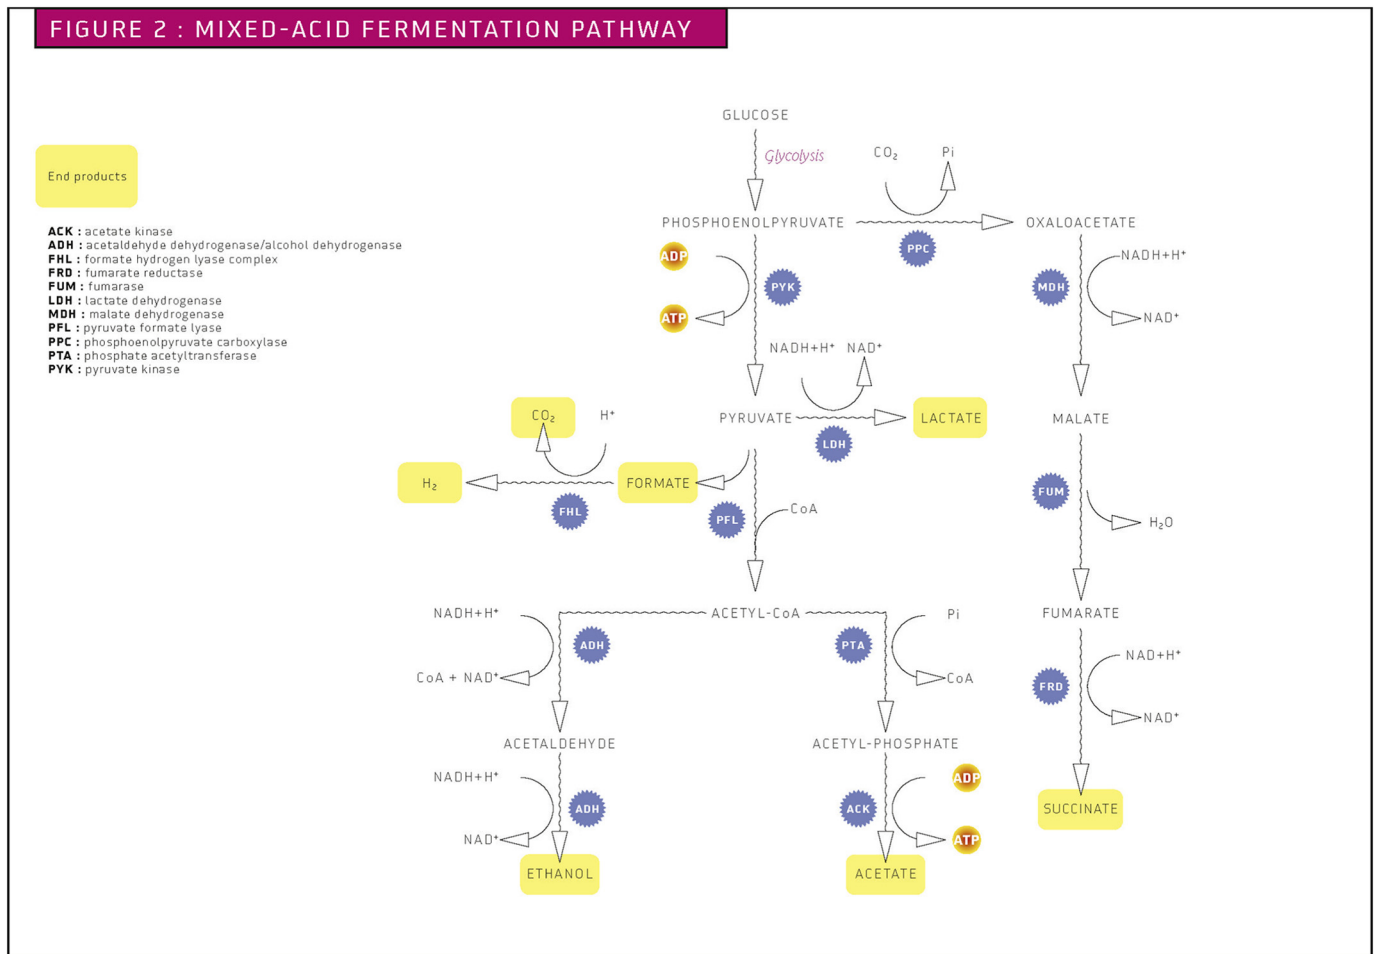 FIGURE 2 : MIXED-ACID FERMENTATION PATHWAY
End products
ACK : acetate kinase
ADH : acetaldehyde dehydrogenase/alcohol dehydrogenase
FHL : formate hydrogen lyase complex
FRD : fumarate reductase
FUM : fumarase
LDH : lactate dehydrogenase
MDH : malate dehydrogenase
PFL : pyruvate formate lyase
PPC : phosphoenolpyruvate carboxylase
PTA : phosphate acetyltransferase
PYK : pyruvate kinase
GLUCOSE
Glycolysis
CO₂ Pi
PHOSPHOENOLPYRUVATE
OXALOACETATE
PPC
ADP
PYK
ATP
NADH+H⁺
MDH
NAD⁺
NADH+H⁺ NAD⁺
PYRUVATE
LACTATE
LDH
MALATE
CO₂
H⁺
H₂
FORMATE
FHL
PFL
CoA
FUM
H₂O
ACETYL-CoA
FUMARATE
NADH+H⁺
ADH
CoA + NAD⁺
PTA
Pi
CoA
NAD+H⁺
FRD
NAD⁺
ACETALDEHYDE
ACETYL-PHOSPHATE
NADH+H⁺
ADH
NAD⁺
ADP
ACK
ATP
SUCCINATE
ETHANOL
ACETATE